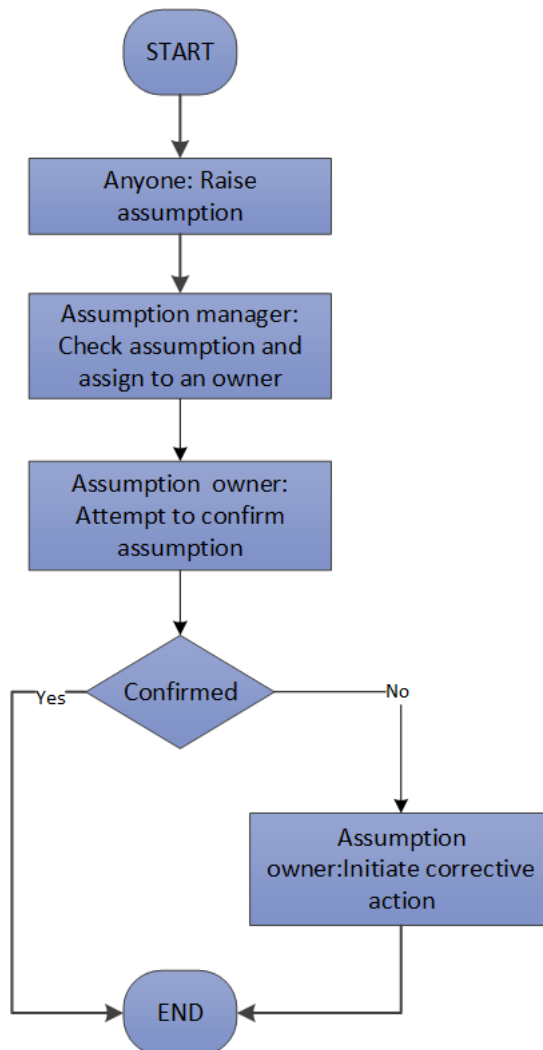 START
Anyone: Raise
assumption
Assumption manager:
Check assumption and
assign to an owner
Assumption owner:
Attempt to confirm
assumption
Confirmed
Yes
No
Assumption
owner:Initiate corrective
action
END